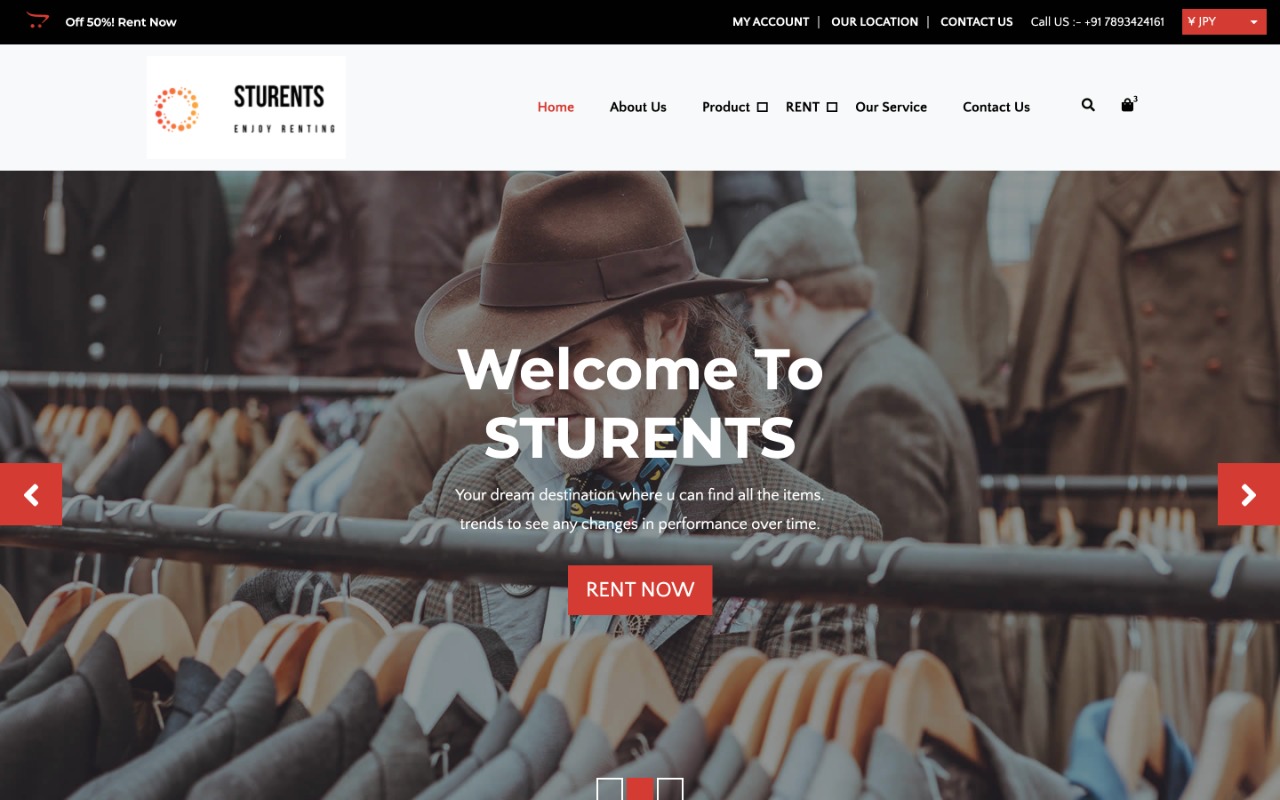 Off 50%! Rent Now
MY ACCOUNT | OUR LOCATION | CONTACT US Call US :- +91 7893424161 ¥ JPY
STURENTS
ENJOY RENTING
Home About Us Product RENT Our Service Contact Us 3
Welcome To
STURENTS
Your dream destination where u can find all the items.
trends to see any changes in performance over time.
RENT NOW